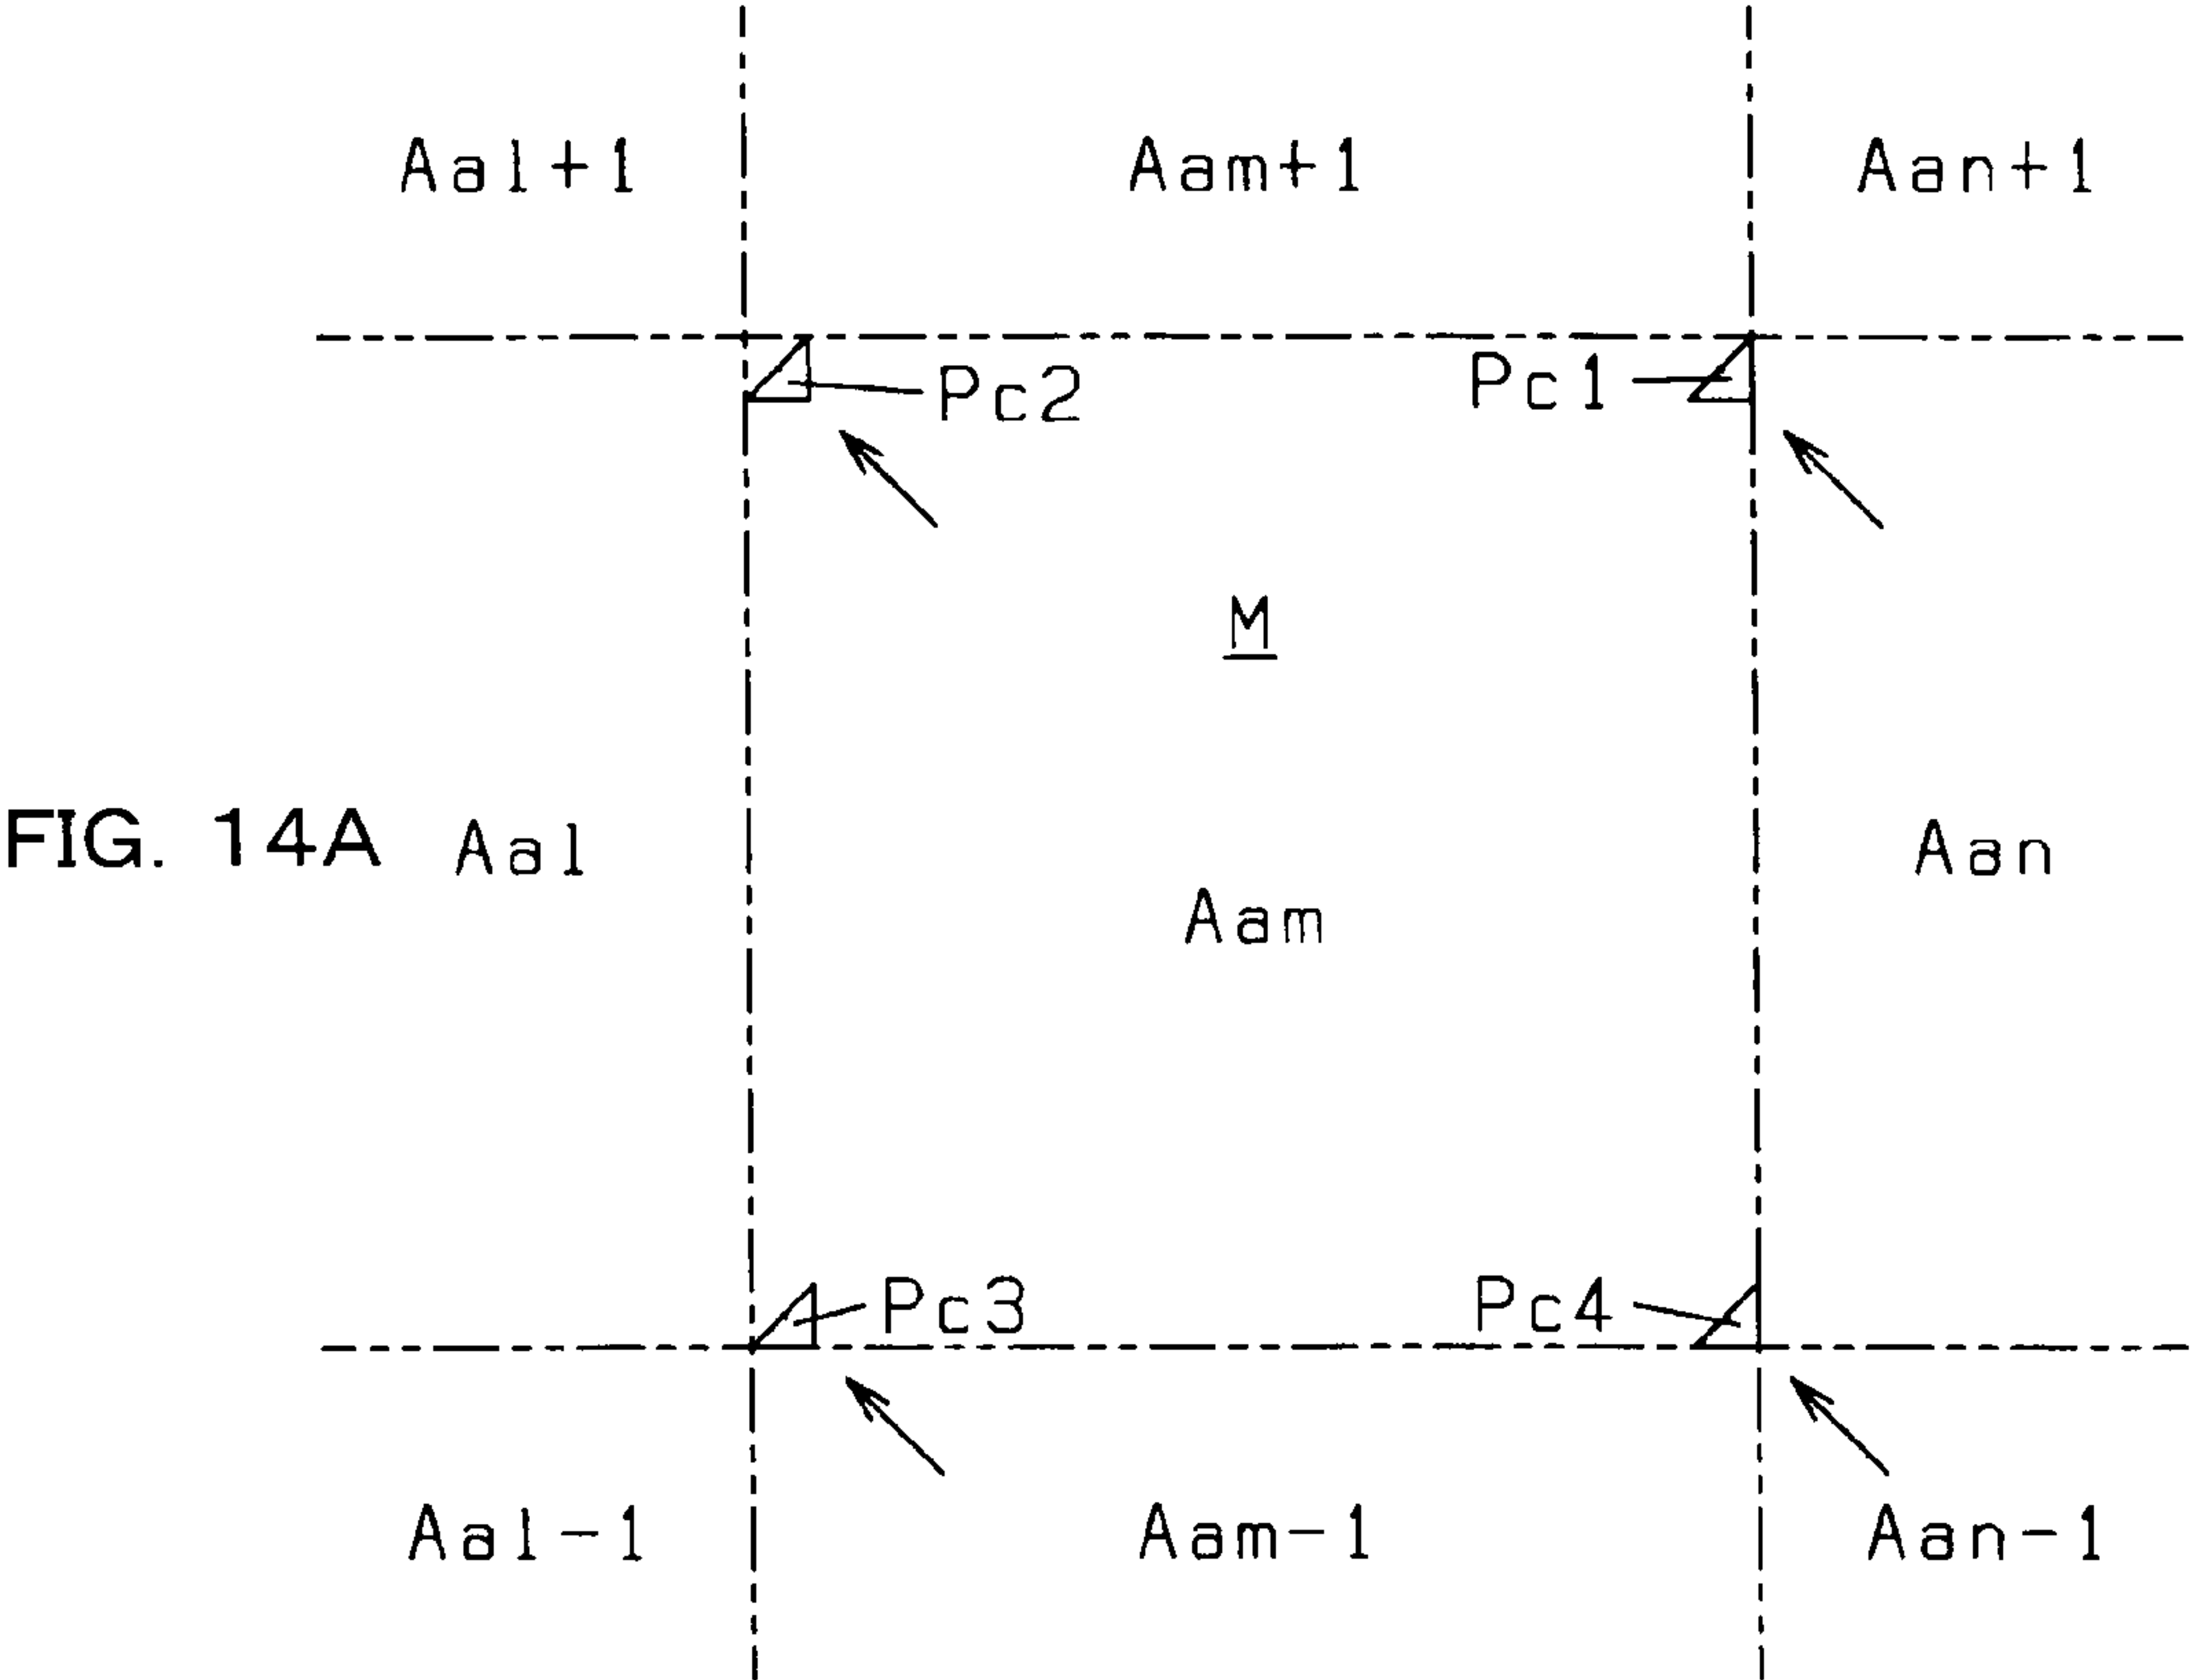 Aal+1 Aam+1 Aan+1
Pc2 Pc1
M
FIG. 14A Aal Aan
Aam
Pc3 Pc4
Aal-1 Aam-1 Aan-1